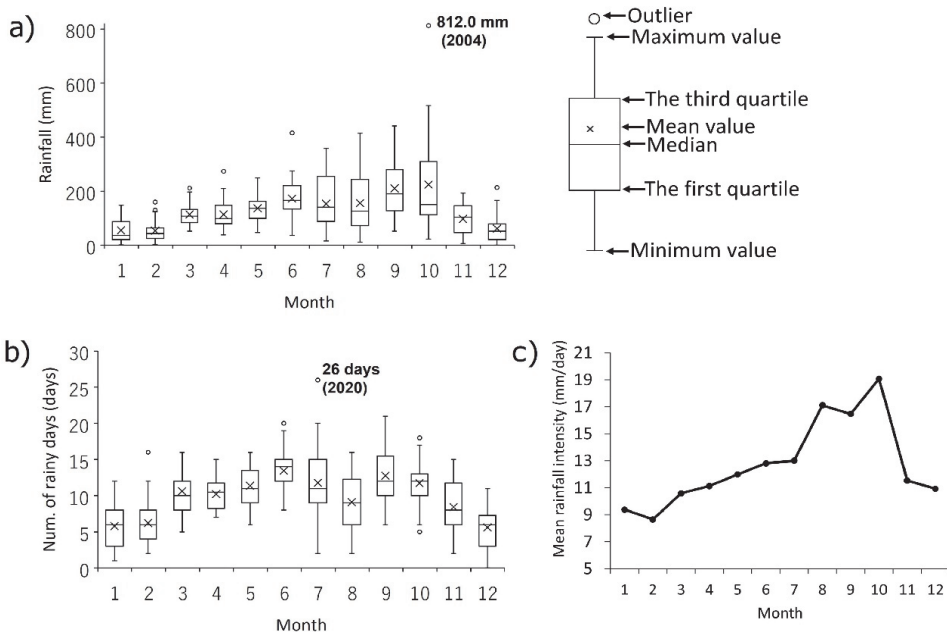 a)
812.0 mm
(2004)
Rainfall (mm)
800
600
400
200
0
1 2 3 4 5 6 7 8 9 10 11 12
Month
Outlier
Maximum value
The third quartile
Mean value
Median
The first quartile
Minimum value
b)
26 days
(2020)
Num. of rainy days (days)
30
25
20
15
10
5
0
1 2 3 4 5 6 7 8 9 10 11 12
Month
c)
Mean rainfall intensity (mm/day)
21
19
17
15
13
11
9
7
5
1 2 3 4 5 6 7 8 9 10 11 12
Month